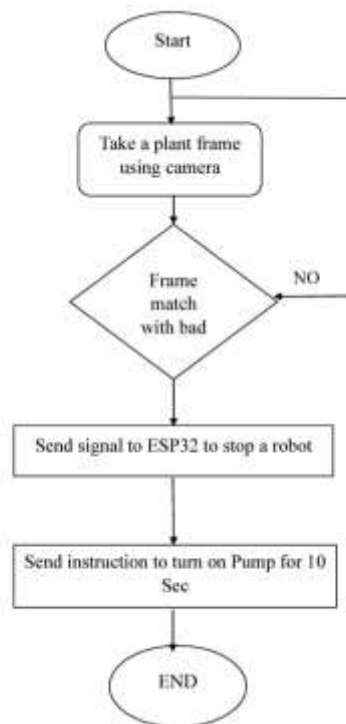 Start
Take a plant frame
using camera
Frame
match
with bad
NO
Send signal to ESP32 to stop a robot
Send instruction to turn on Pump for 10
Sec
END